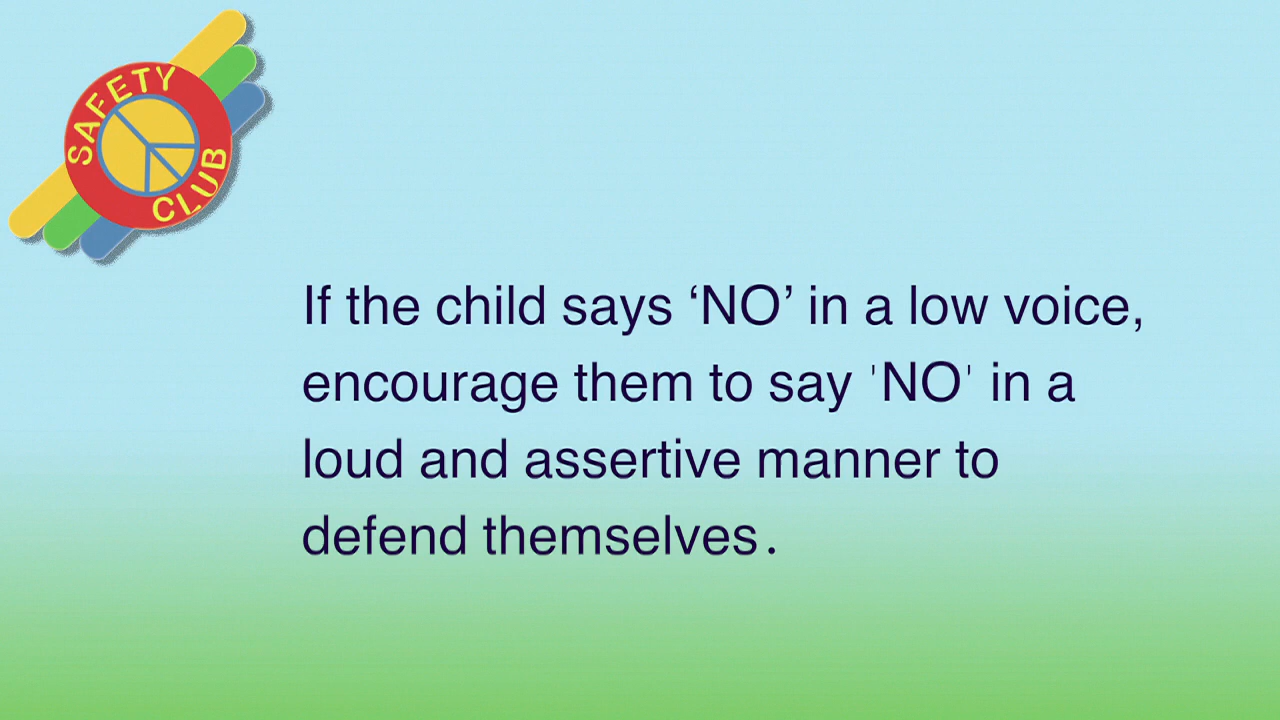 SAFETY
CLUB
If the child says ‘NO’ in a low voice,
encourage them to say 'NO' in a
loud and assertive manner to
defend themselves.